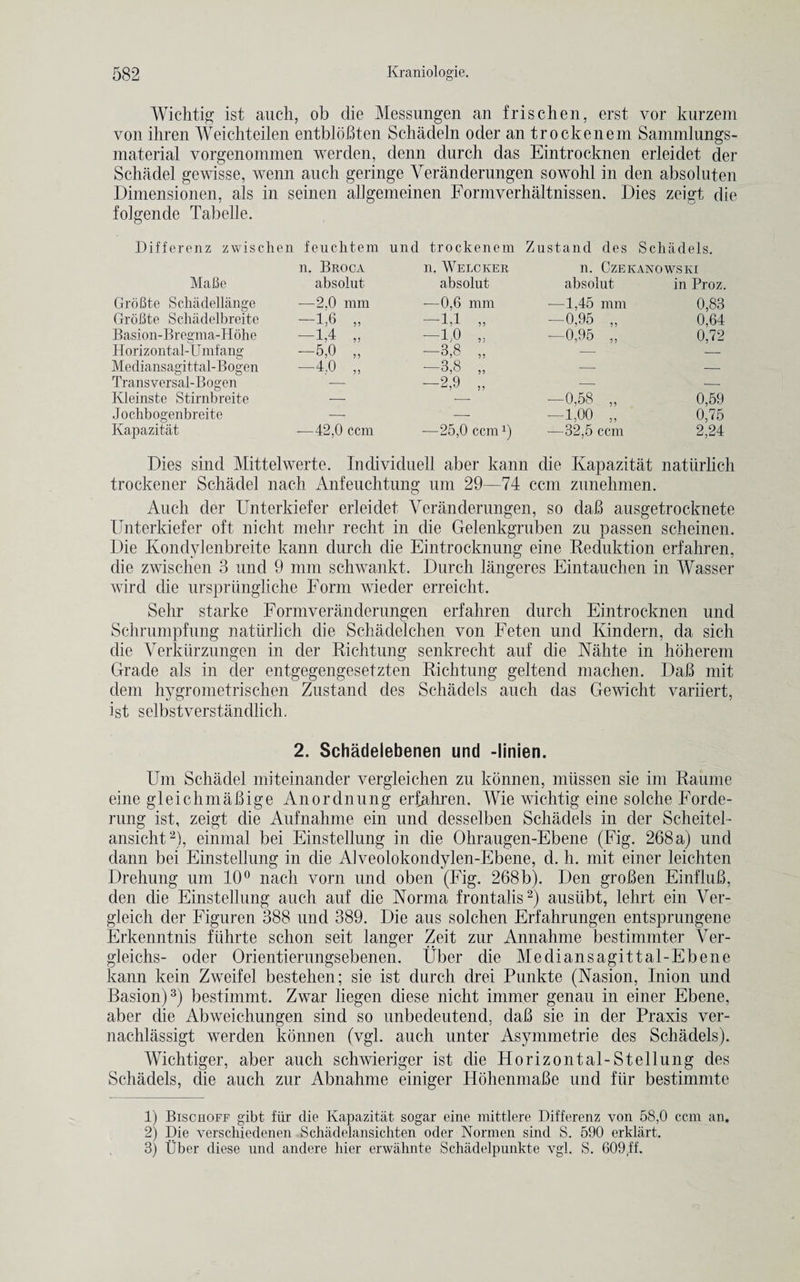 582 Kraniologie.
Wichtig ist auch, ob die Messungen an frischen, erst vor kurzem
von ihren Weichteilen entblößten Schädeln oder an trockenem Sammlungs-
material vorgenommen werden, denn durch das Eintrocknen erleidet der
Schädel gewisse, wenn auch geringe Veränderungen sowohl in den absoluten
Dimensionen, als in seinen allgemeinen Formverhältnissen. Dies zeigt die
folgende Tabelle.
Differenz zwischen feuchtem und trockenem Zustand des Schädels.
n. Broca n. Welcker n. Czekanowski
Maße absolut absolut absolut in Proz.
Größte Schädellänge —2,0 mm —0,6 mm —1,45 mm 0,83
Größte Schädelbreite —1,6 „ —1,1 „ —0,95 „ 0,64
Basion-Bregma-Höhe —1,4 „ —1,0 „ —0,95 „ 0,72
Horizontal-Umfang —5,0 „ —3,8 „ — —
Mediansagittal-Bogen —4,0 „ —3,8 „ — —
Transversal-Bogen — —2,9 „ — —
Kleinste Stirnbreite — — —0,58 „ 0,59
Jochbogenbreite — — —1,00 „ 0,75
Kapazität —42,0 ccm —25,0 ccm ¹) —32,5 ccm 2,24
Dies sind Mittelwerte. Individuell aber kann die Kapazität natürlich
trockener Schädel nach Anfeuchtung um 29—74 ccm zunehmen.
Auch der Unterkiefer erleidet Veränderungen, so daß ausgetrocknete
Unterkiefer oft nicht mehr recht in die Gelenkgruben zu passen scheinen.
Die Kondylenbreite kann durch die Eintrocknung eine Reduktion erfahren,
die zwischen 3 und 9 mm schwankt. Durch längeres Eintauchen in Wasser
wird die ursprüngliche Form wieder erreicht.
Sehr starke Formveränderungen erfahren durch Eintrocknen und
Schrumpfung natürlich die Schädelchen von Feten und Kindern, da sich
die Verkürzungen in der Richtung senkrecht auf die Nähte in höherem
Grade als in der entgegengesetzten Richtung geltend machen. Daß mit
dem hygrometrischen Zustand des Schädels auch das Gewicht variiert,
ist selbstverständlich.
2. Schädelebenen und -linien.
Um Schädel miteinander vergleichen zu können, müssen sie im Raume
eine gleichmäßige Anordnung erfahren. Wie wichtig eine solche Forde-
rung ist, zeigt die Aufnahme ein und desselben Schädels in der Scheitel-
ansicht ²), einmal bei Einstellung in die Ohraugen-Ebene (Fig. 268a) und
dann bei Einstellung in die Alveolokondylen-Ebene, d. h. mit einer leichten
Drehung um 10⁰ nach vorn und oben (Fig. 268b). Den großen Einfluß,
den die Einstellung auch auf die Norma frontalis ²) ausübt, lehrt ein Ver-
gleich der Figuren 388 und 389. Die aus solchen Erfahrungen entsprungene
Erkenntnis führte schon seit langer Zeit zur Annahme bestimmter Ver-
gleichs- oder Orientierungsebenen. Über die Mediansagittal-Ebene
kann kein Zweifel bestehen; sie ist durch drei Punkte (Nasion, Inion und
Basion) ³) bestimmt. Zwar liegen diese nicht immer genau in einer Ebene,
aber die Abweichungen sind so unbedeutend, daß sie in der Praxis ver-
nachlässigt werden können (vgl. auch unter Asymmetrie des Schädels).
Wichtiger, aber auch schwieriger ist die Horizontal-Stellung des
Schädels, die auch zur Abnahme einiger Höhenmaße und für bestimmte
1) Bischoff gibt für die Kapazität sogar eine mittlere Differenz von 58,0 ccm an.
2) Die verschiedenen Schädelansichten oder Normen sind S. 590 erklärt.
3) Über diese und andere hier erwähnte Schädelpunkte vgl. S. 609 ff.